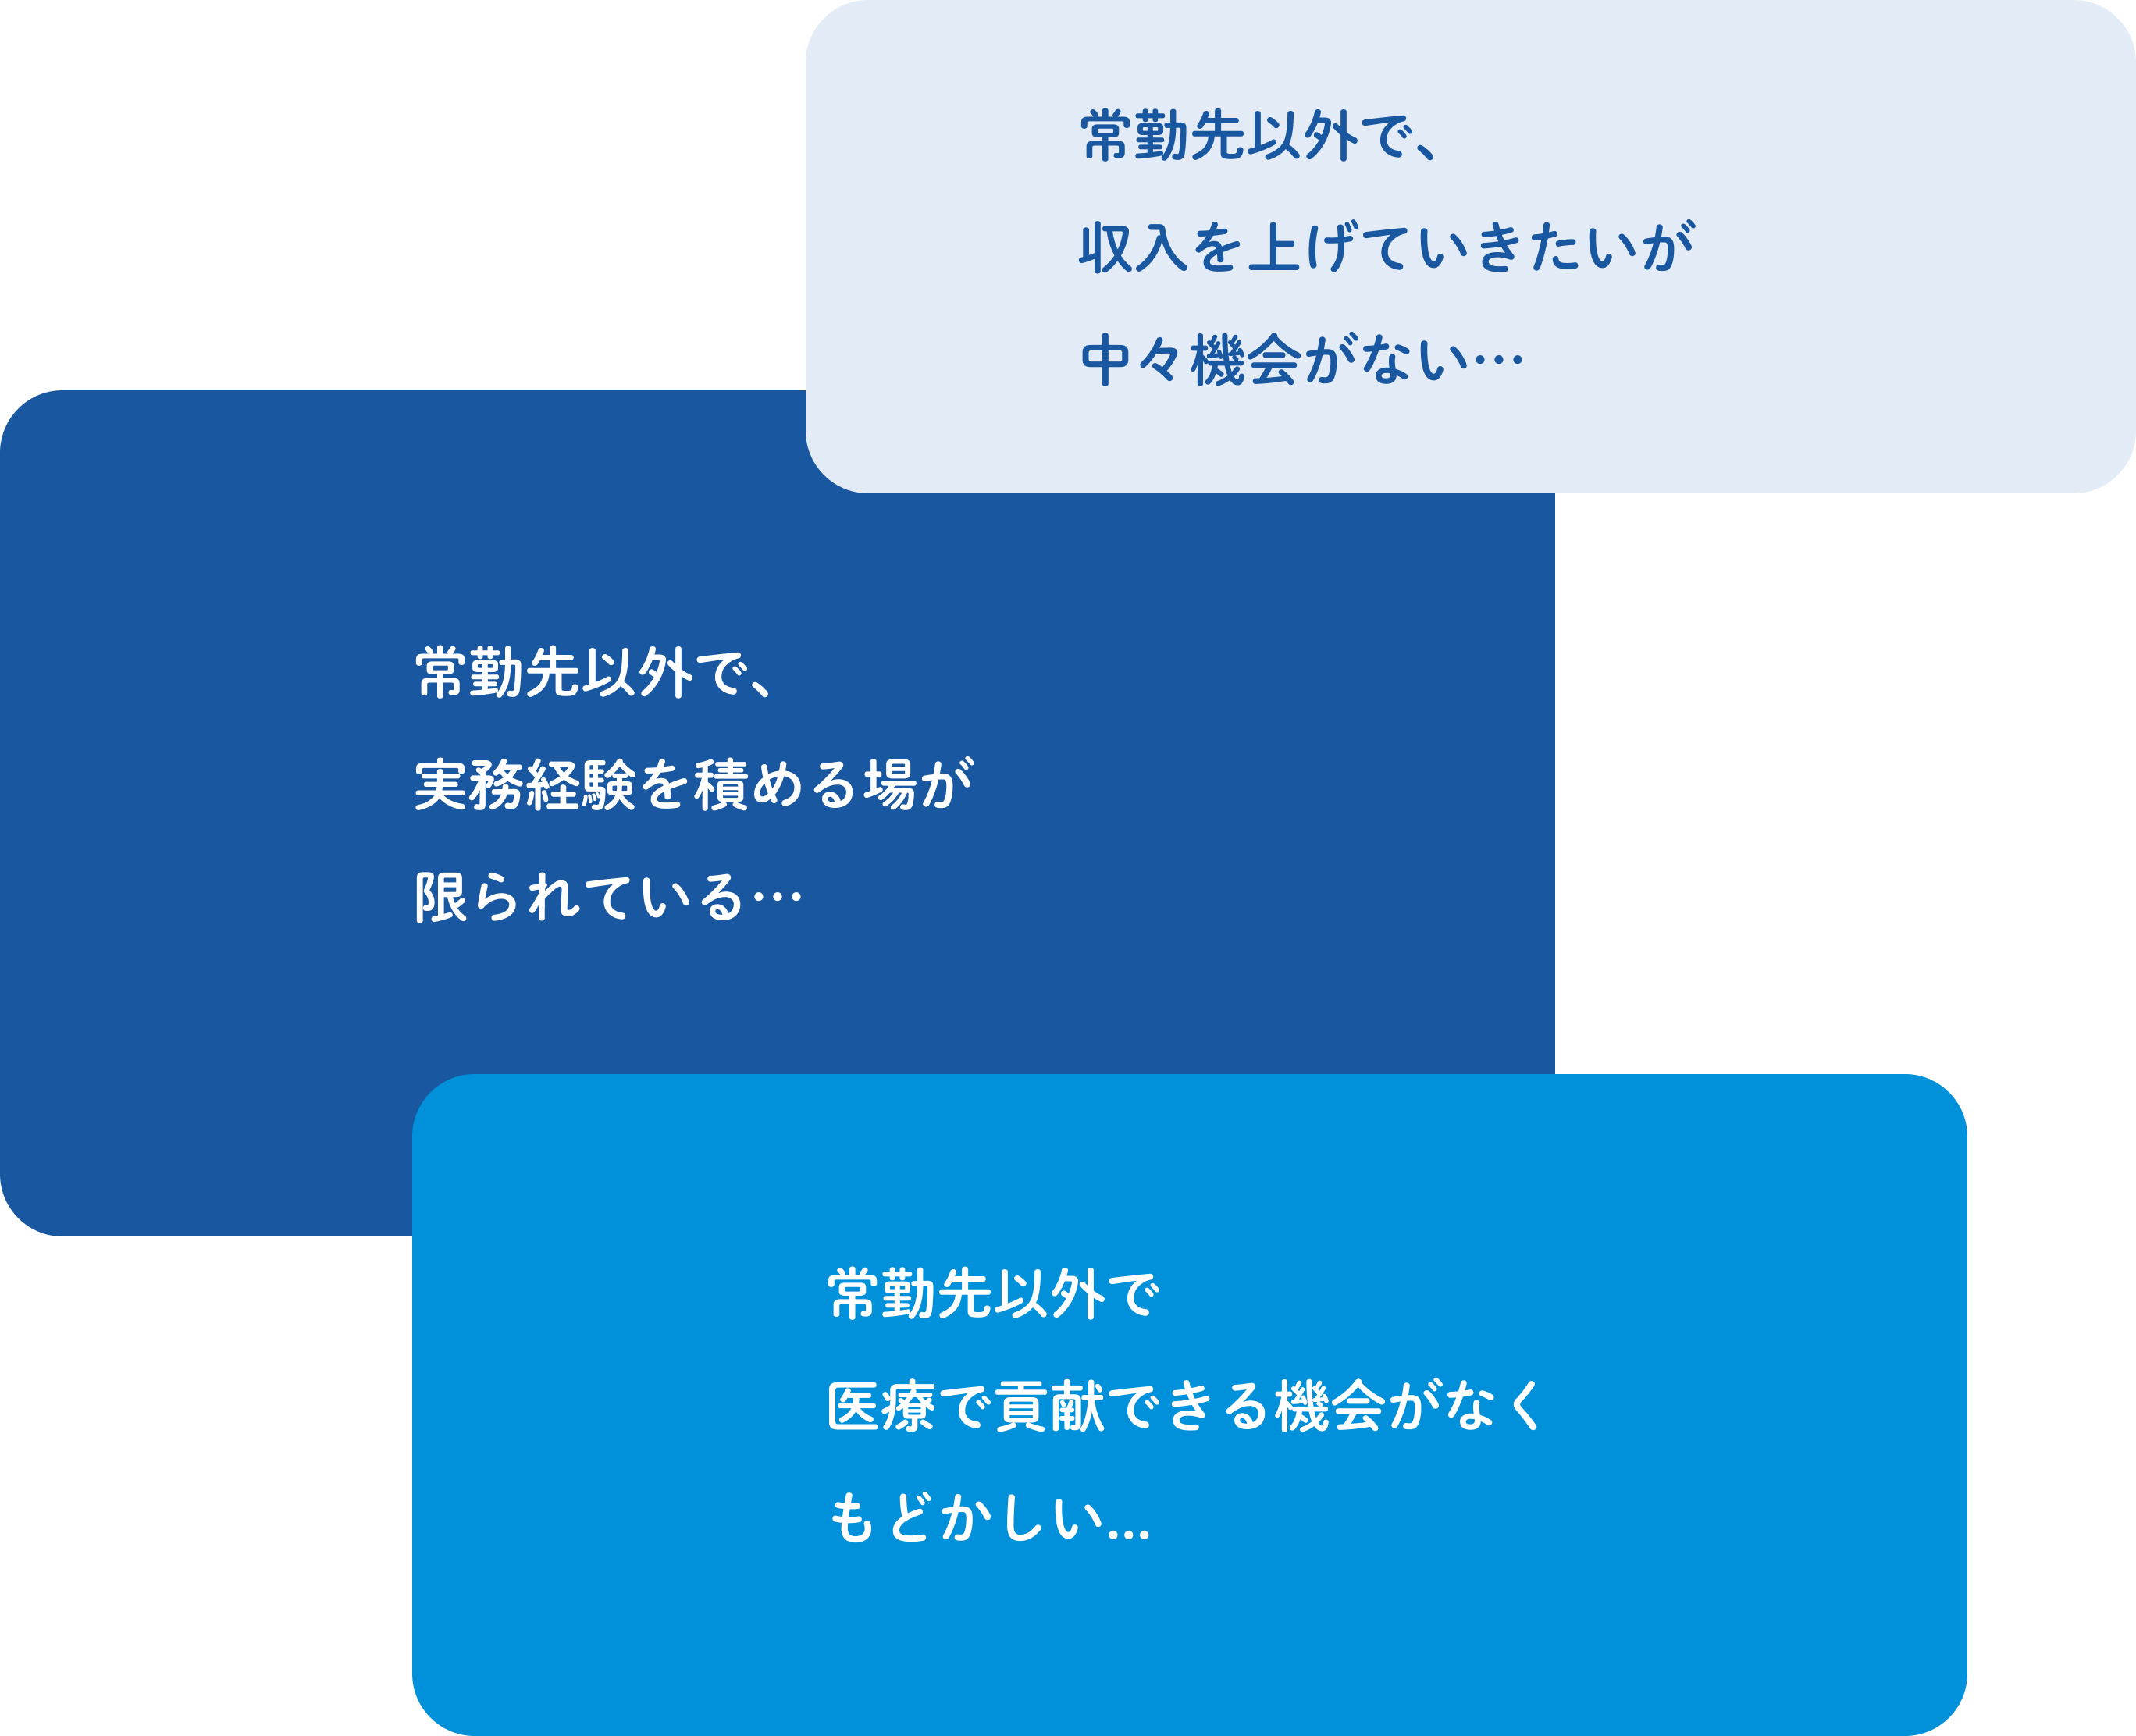 常勤先以外で、
収入を上げていきたいが
中々機会がない・・・
常勤先以外で、
実務経験を積める場が
限られている・・・
常勤先以外で
医療で貢献できる機会がなく
もどかしい…